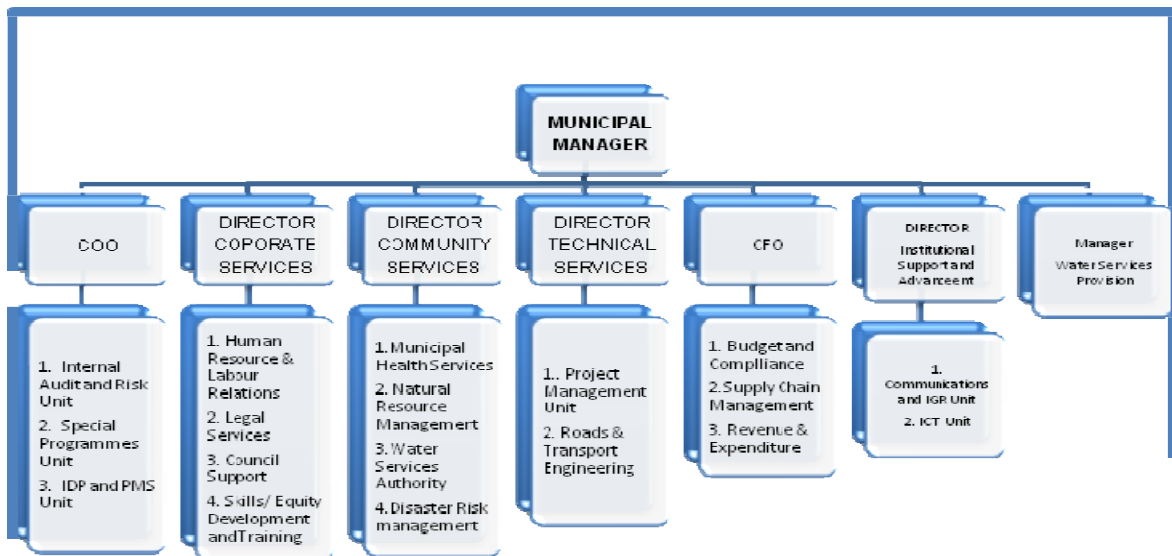 MUNICIPAL
MANAGER
COO
DIRECTOR
COPORATE
SERVICES
DIRECTOR
COMMUNITY
SERVICES
DIRECTOR
TECHNICAL
SERVICES
CFO
DIRECTOR
Institutional
Support and
Advanceent
Manager
Water Services
Provision
1. Internal
Audit and Risk
Unit
2. Special
Programmes
Unit
3. IDP and PMS
Unit
1. Human
Resource &
Labour
Relations
2. Legal
Services
3. Council
Support
4. Skills/ Equity
Development
and Training
1. Municipal
Health Services
2. Natural
Resource
Management
3. Water
Services
Authority
4. Disaster Risk
management
1.. Project
Management
Unit
2. Roads &
Transport
Engineering
1. Budget and
Complliance
2. Supply Chain
Management
3. Revenue &
Expenditure
1.
Communications
and IGR Unit
2. ICT Unit